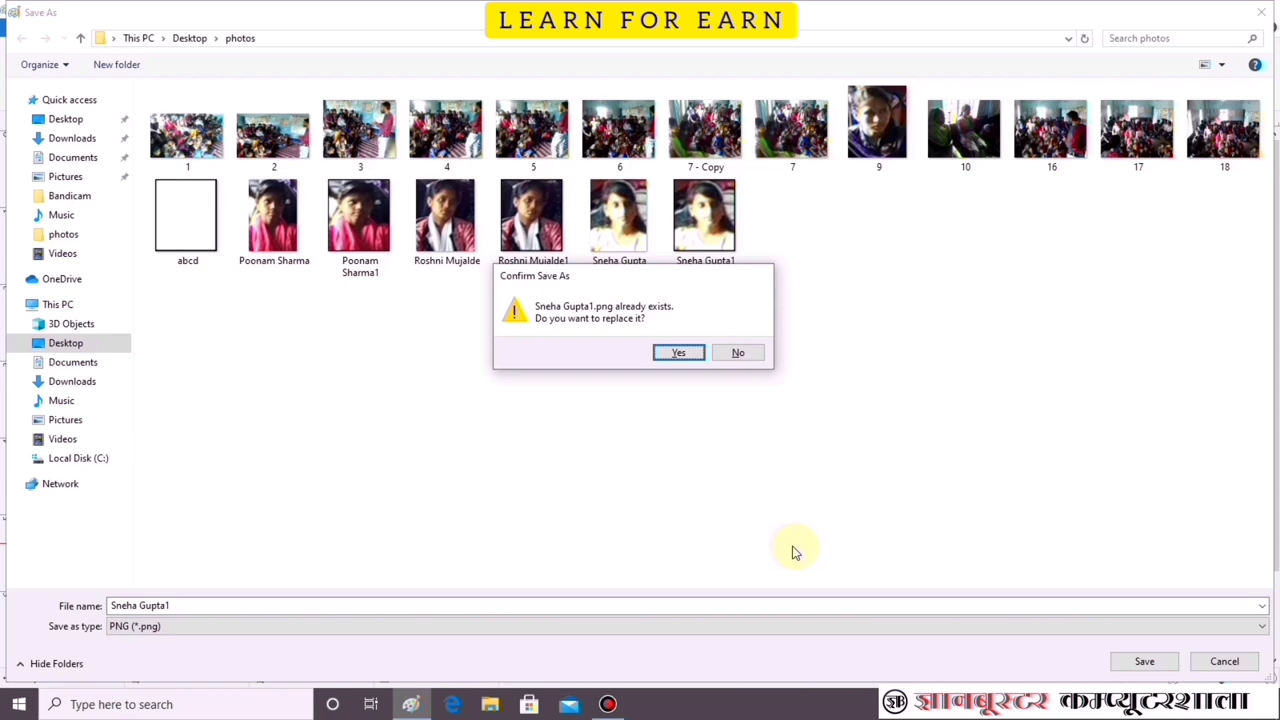 Save As
LEARN FOR EARN
This PC
Desktop
photos
Search photos
Organize
New folder
Quick access
Desktop
Downloads
Documents
Pictures
Bandicam
Music
photos
Videos
OneDrive
This PC
3D Objects
Desktop
Documents
Downloads
Music
Pictures
Videos
Local Disk (C:)
Network
1
2
3
4
5
6
7 - Copy
7
9
10
16
17
18
abcd
Poonam Sharma
Poonam
Sharma1
Roshni Mujalde
Roshni Mujalde1
Sneha Gupta
Sneha Gupta1
Confirm Save As
Sneha Gupta1.png already exists.
Do you want to replace it?
Yes
No
File name:
Sneha Gupta1
Save as type:
PNG (*.png)
Hide Folders
Save
Cancel
Type here to search
ज्ञानबूस्टर कम्प्यूटरशाला